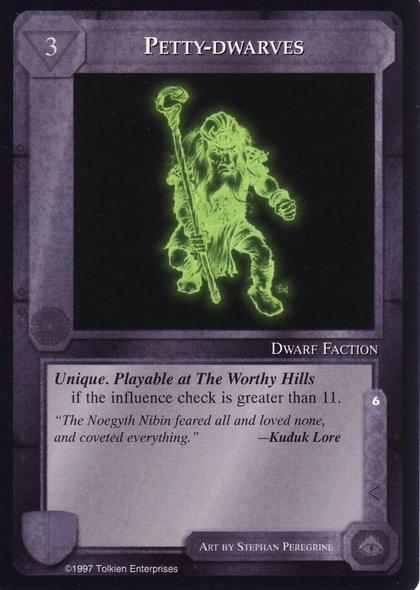 3
PETTY-DWARVES
DWARF FACTION
Unique. Playable at The Worthy Hills
if the influence check is greater than 11.
“The Noegyth Nibin feared all and loved none,
and coveted everything.” —Kuduk Lore
6
ART BY STEPHAN PEREGRINE
©1997 Tolkien Enterprises